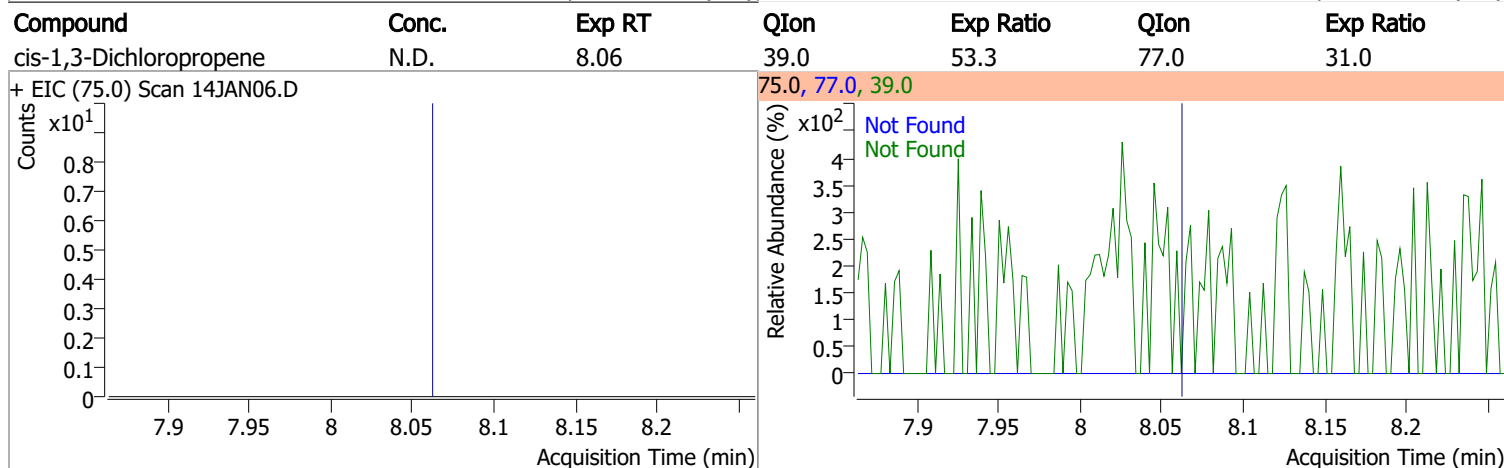 Compound Conc. Exp RT QIon Exp Ratio QIon Exp Ratio
cis-1,3-Dichloropropene N.D. 8.06 39.0 53.3 77.0 31.0
+ EIC (75.0) Scan 14JAN06.D
Counts
x10¹
0.8
0.7
0.6
0.5
0.4
0.3
0.2
0.1
0
7.9 7.95 8 8.05 8.1 8.15 8.2
Acquisition Time (min)
75.0, 77.0, 39.0
Relative Abundance (%)
x10²
Not Found
Not Found
4
3.5
3
2.5
2
1.5
1
0.5
0
7.9 7.95 8 8.05 8.1 8.15 8.2
Acquisition Time (min)